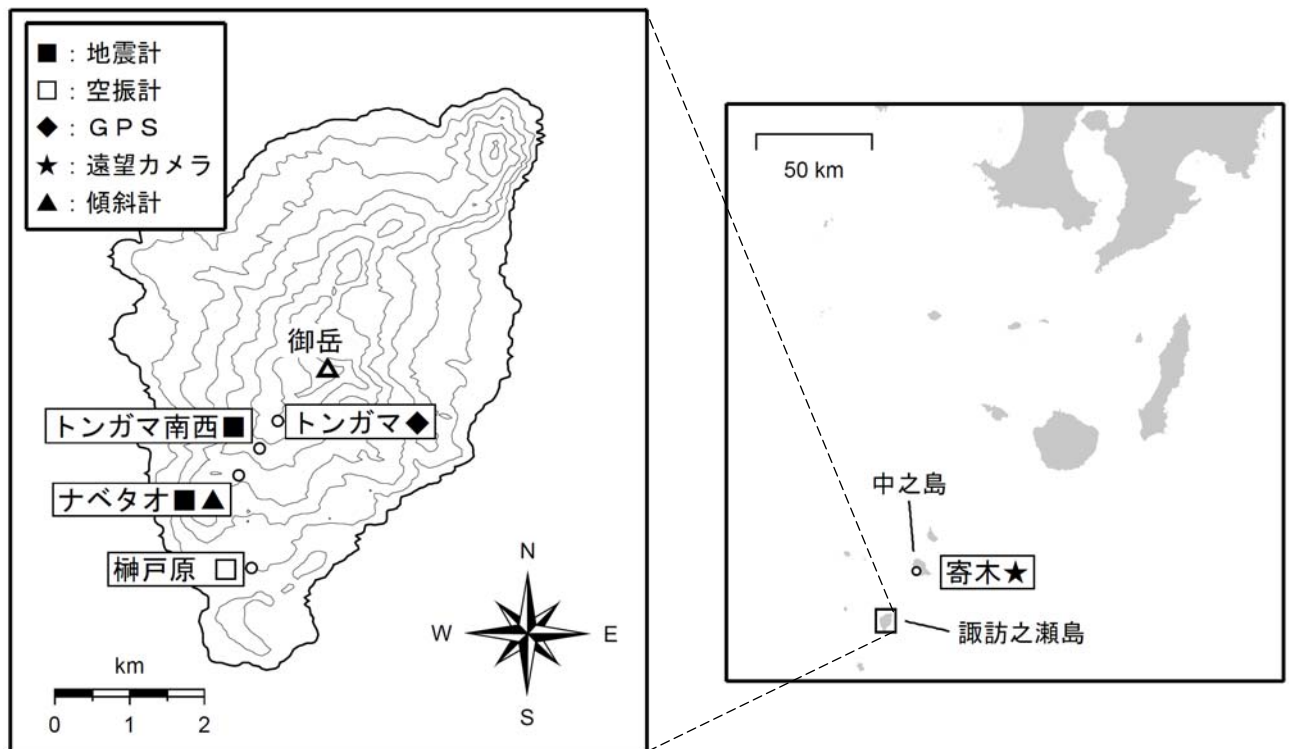 ■：地震計
□：空振計
◆：ＧＰＳ
★：遠望カメラ
▲：傾斜計
御岳
トンガマ◆
トンガマ南西■
ナベタオ■▲
榊戸原 □
km
0 1 2
N
W E
S
50 km
中之島
寄木★
諏訪之瀬島